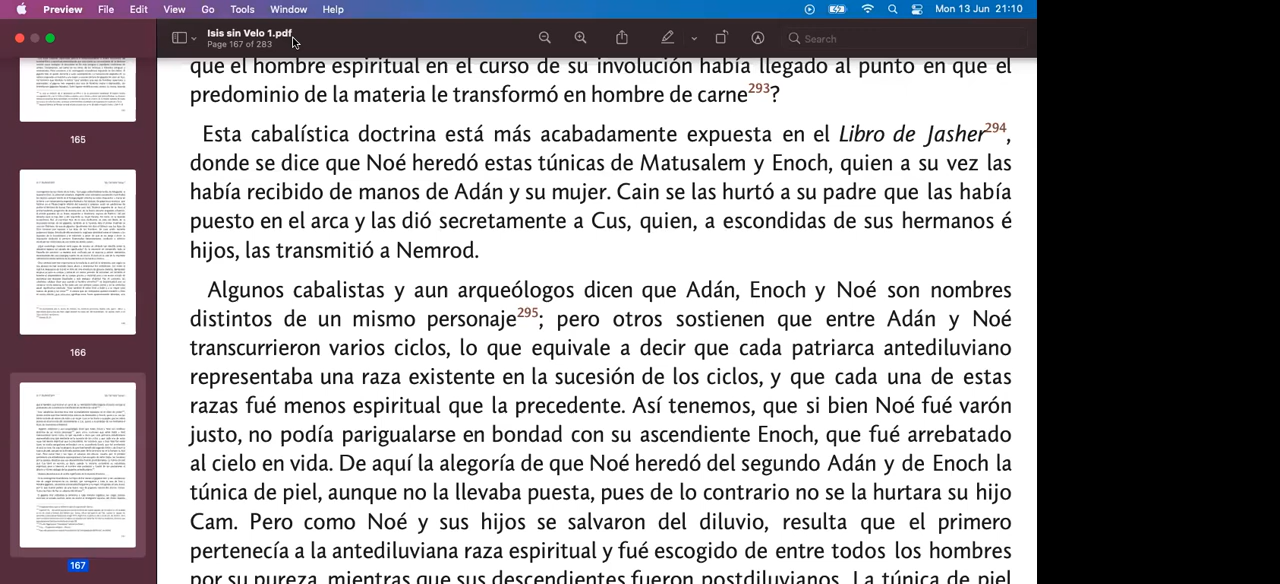 Preview File Edit View Go Tools Window Help Mon 13 Jun 21:10
Isis sin Velo 1.pdf
Page 167 of 283
Search
165
166
167
que el hombre espiritual en su involución había llegado al punto en que el
predominio de la materia le transformó en hombre de carne293?
Esta cabalística doctrina está más acabadamente expuesta en el Libro de Jasher294,
donde se dice que Noé heredó estas túnicas de Matusalem y Enoch, quien a su vez las
había recibido de manos de Adán y su mujer. Cain se las hurtó a su padre que las había
puesto en el arca y las dió secretamente a Cus, quien, a escondidas de sus hermanos é
hijos, las transmitió a Nemrod.
Algunos cabalistas y aun arqueólogos dicen que Adán, Enoch y Noé son nombres
distintos de un mismo personaje295; pero otros sostienen que entre Adán y Noé
transcurrieron varios ciclos, lo que equivale a decir que cada patriarca antediluviano
representaba una raza existente en la sucesión de los ciclos, y que cada una de estas
razas fué menos espiritual que la precedente. Así tenemos que si bien Noé fué varón
justo no podía parigualarse en bondad con su ascendiente Enoch que fué arrebatado
al cielo en vida. De aquí la alegoría de que Noé heredó del segundo Adán y de Enoch la
túnica de piel, aunque no la llevaba puesta, pues de lo contrario no se la hurtara su hijo
Cam. Pero como Noé y sus hijos se salvaron del diluvio, resulta que el primero
pertenecía a la antediluviana raza espiritual y fué escogido de entre todos los hombres
por su pureza, mientras que sus descendientes fueron postdiluvianos. La túnica de piel